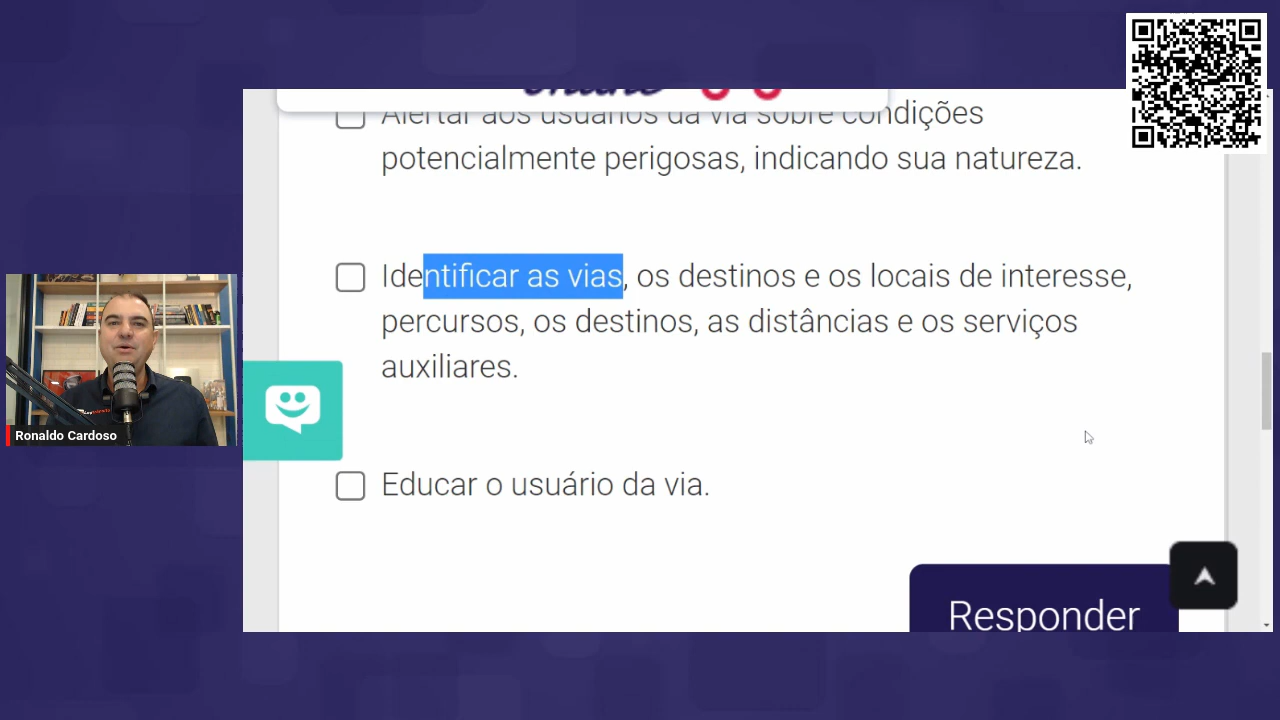 online
Alertar aos usuários da via sobre condições
potencialmente perigosas, indicando sua natureza.
Identificar as vias, os destinos e os locais de interesse,
percursos, os destinos, as distâncias e os serviços
auxiliares.
Ronaldo Cardoso
Educar o usuário da via.
Responder